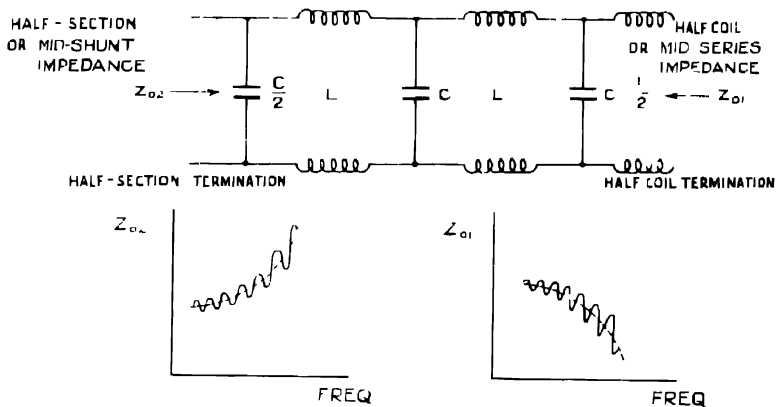 HALF-SECTION
OR MID-SHUNT
IMPEDANCE
HALF COIL
OR MID SERIES
IMPEDANCE
Z₀₂
C/2
L
C
L
C
L/2
Z₀₁
HALF-SECTION TERMINATION
HALF COIL TERMINATION
Z₀₂
FREQ
Z₀₁
FREQ